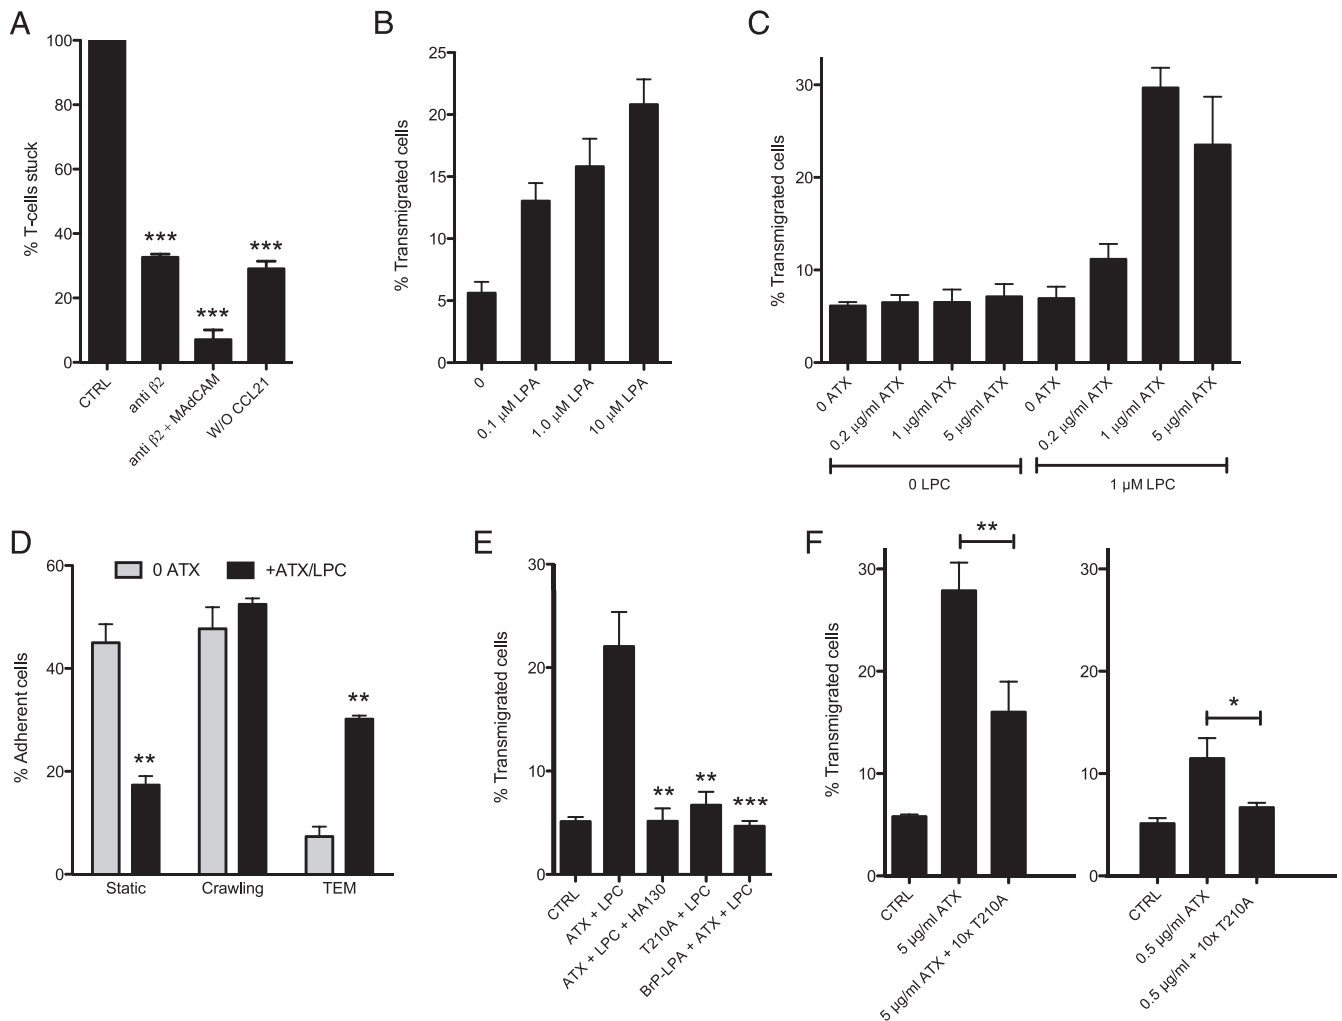 A
% T-cells stuck
100
80
60
40
20
0
***
***
***
CTRL
anti β2
anti β2 + MAdCAM
W/O CCL21
B
% Transmigrated cells
25
20
15
10
5
0
0
0.1 µM LPA
1.0 µM LPA
10 µM LPA
C
% Transmigrated cells
30
20
10
0
0 ATX
0.2 µg/ml ATX
1 µg/ml ATX
5 µg/ml ATX
0 ATX
0.2 µg/ml ATX
1 µg/ml ATX
5 µg/ml ATX
0 LPC
1 µM LPC
D
0 ATX
+ATX/LPC
% Adherent cells
60
40
20
0
**
**
Static
Crawling
TEM
E
% Transmigrated cells
30
20
10
0
**
**
***
CTRL
ATX + LPC
ATX + LPC + HA130
T210A + LPC
BrP-LPA + ATX + LPC
F
% Transmigrated cells
30
20
10
0
**
CTRL
5 µg/ml ATX
5 µg/ml ATX + 10x T210A
30
20
10
0
*
CTRL
0.5 µg/ml ATX
0.5 µg/ml + 10x T210A